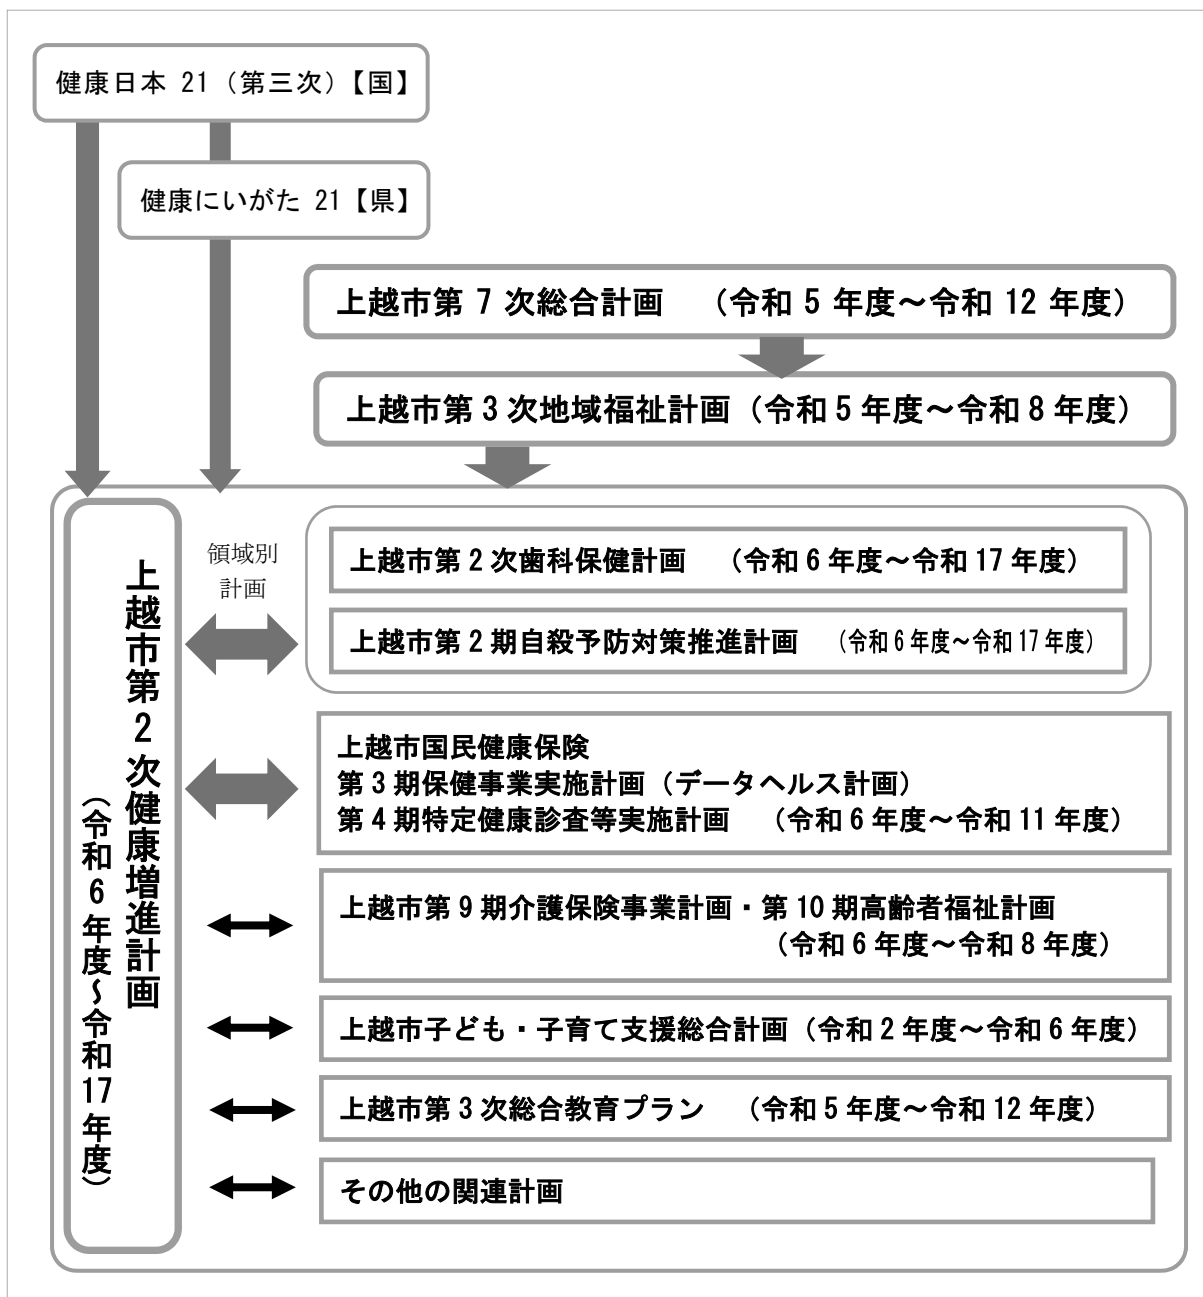 健康日本 21（第三次）【国】
健康にいがた 21【県】
上越市第 7 次総合計画　（令和 5 年度～令和 12 年度）
上越市第 3 次地域福祉計画（令和 5 年度～令和 8 年度）
上越市第 2 次健康増進計画
（令和 6 年度～令和 17 年度）
領域別
計画
上越市第 2 次歯科保健計画　（令和 6 年度～令和 17 年度）
上越市第 2 期自殺予防対策推進計画　（令和 6 年度～令和 17 年度）
上越市国民健康保険
第 3 期保健事業実施計画（データヘルス計画）
第 4 期特定健康診査等実施計画　（令和 6 年度～令和 11 年度）
上越市第 9 期介護保険事業計画・第 10 期高齢者福祉計画
（令和 6 年度～令和 8 年度）
上越市子ども・子育て支援総合計画（令和 2 年度～令和 6 年度）
上越市第 3 次総合教育プラン　（令和 5 年度～令和 12 年度）
その他の関連計画